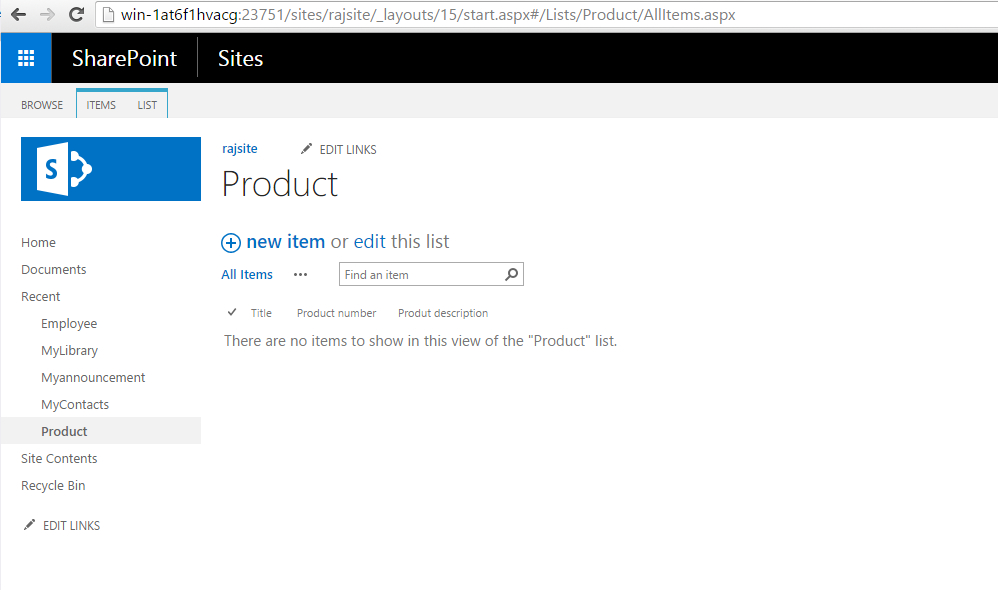 win-1at6f1hvacg:23751/sites/rajsite/_layouts/15/start.aspx#/Lists/Product/AllItems.aspx
SharePoint Sites
BROWSE ITEMS LIST
S
rajsite EDIT LINKS
Product
new item or edit this list
All Items ••• Find an item
Title Product number Produt description
There are no items to show in this view of the "Product" list.
Home
Documents
Recent
Employee
MyLibrary
Myannouncement
MyContacts
Product
Site Contents
Recycle Bin
EDIT LINKS